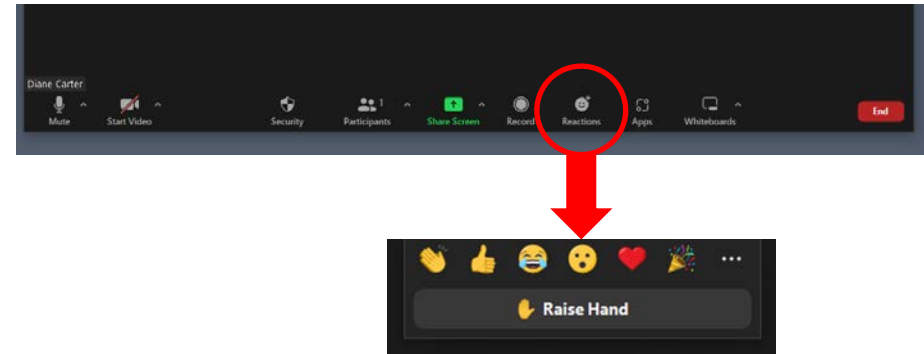 Diane Carter
Mute Start Video Security Participants 1 Share Screen Record Reactions Apps Whiteboards End
Raise Hand